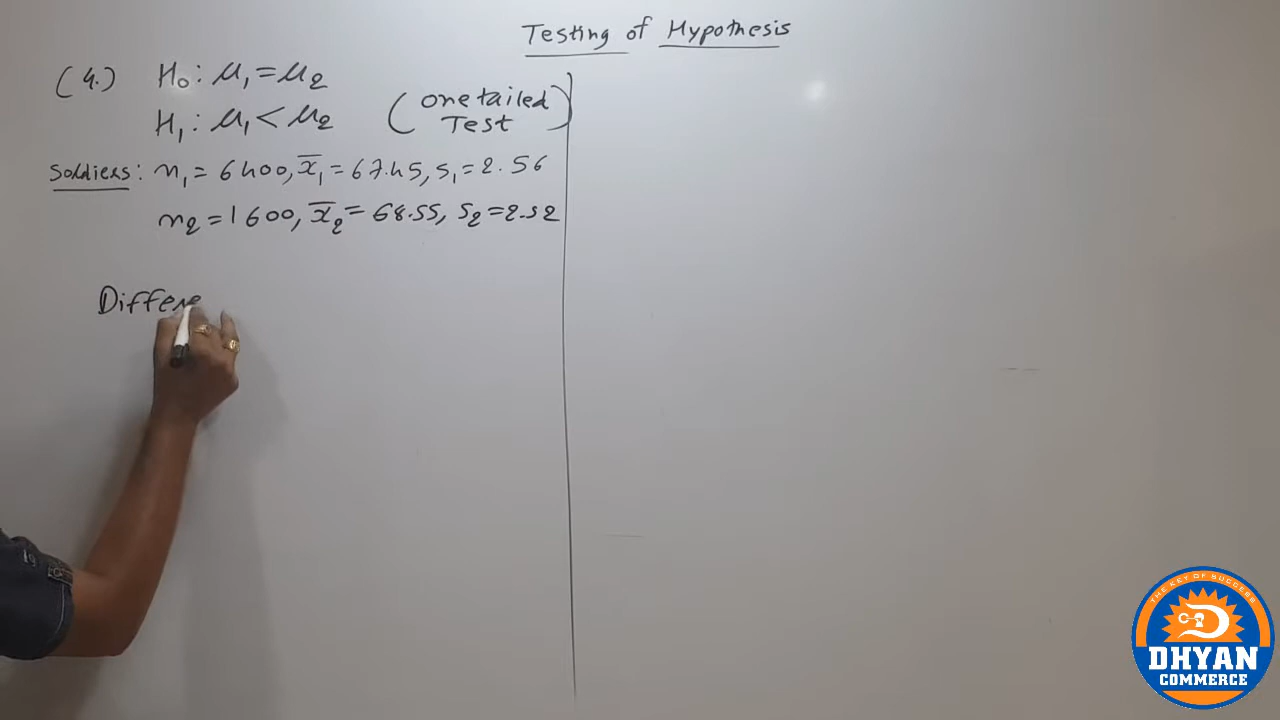 Testing of Hypothesis
(4.) H₀: μ₁ = μ₂
H₁: μ₁ < μ₂ (One tailed Test)
Soldiers: n₁ = 6400, x̅₁ = 67.45, S₁ = 2.56
n₂ = 1600, x̅₂ = 68.55, S₂ = 2.52
Differe
THE KEY OF SUCCESS
DHYAN
COMMERCE